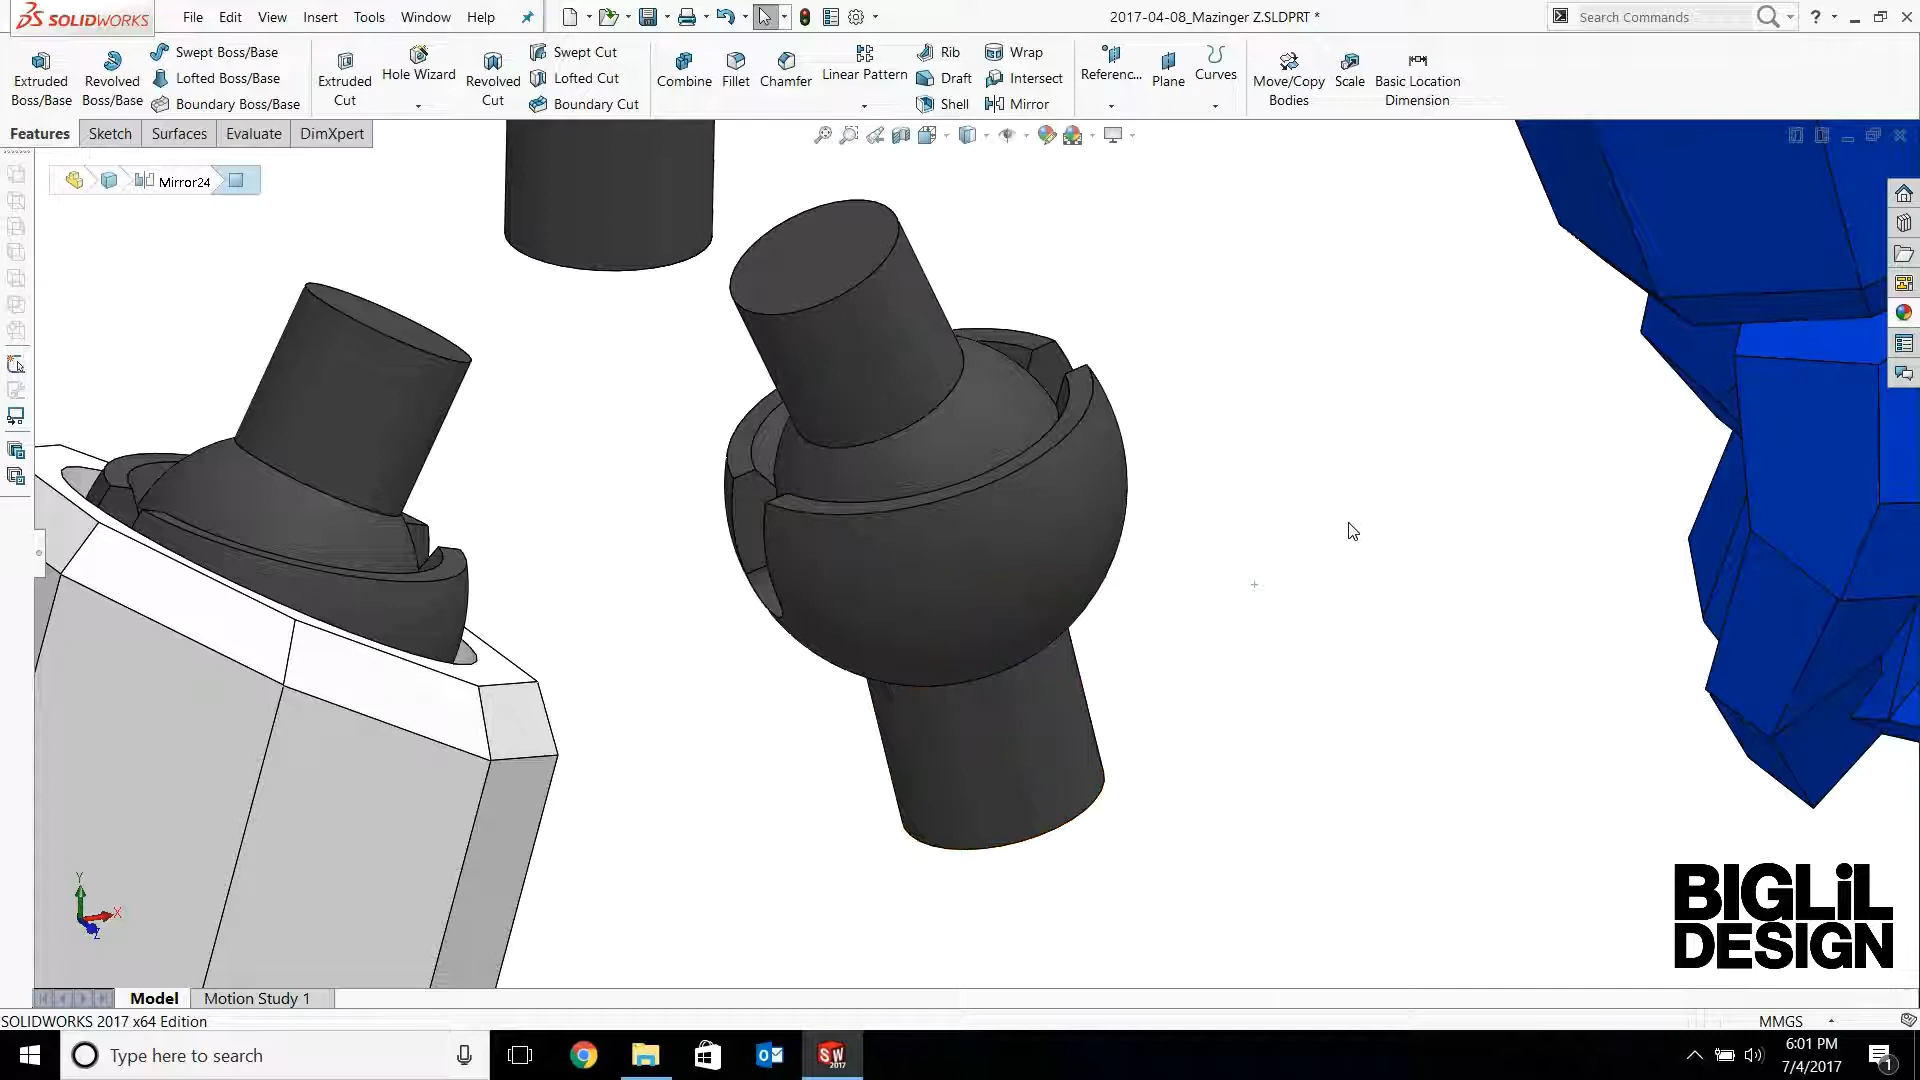 SOLIDWORKS File Edit View Insert Tools Window Help 2017-04-08_Mazinger Z.SLDPRT * Search Commands ?
Extruded Boss/Base
Revolved Boss/Base
Swept Boss/Base
Lofted Boss/Base
Boundary Boss/Base
Extruded Cut
Hole Wizard
Revolved Cut
Swept Cut
Lofted Cut
Boundary Cut
Combine
Fillet
Chamfer
Linear Pattern
Rib
Draft
Shell
Wrap
Intersect
Mirror
Referenc...
Plane
Curves
Move/Copy Bodies
Scale
Basic Location Dimension
Features Sketch Surfaces Evaluate DimXpert
Mirror24
Y
X
Z
BIGLiL
DESIGN
Model Motion Study 1
SOLIDWORKS 2017 x64 Edition MMGS
Type here to search
SW
2017
6:01 PM
7/4/2017
1